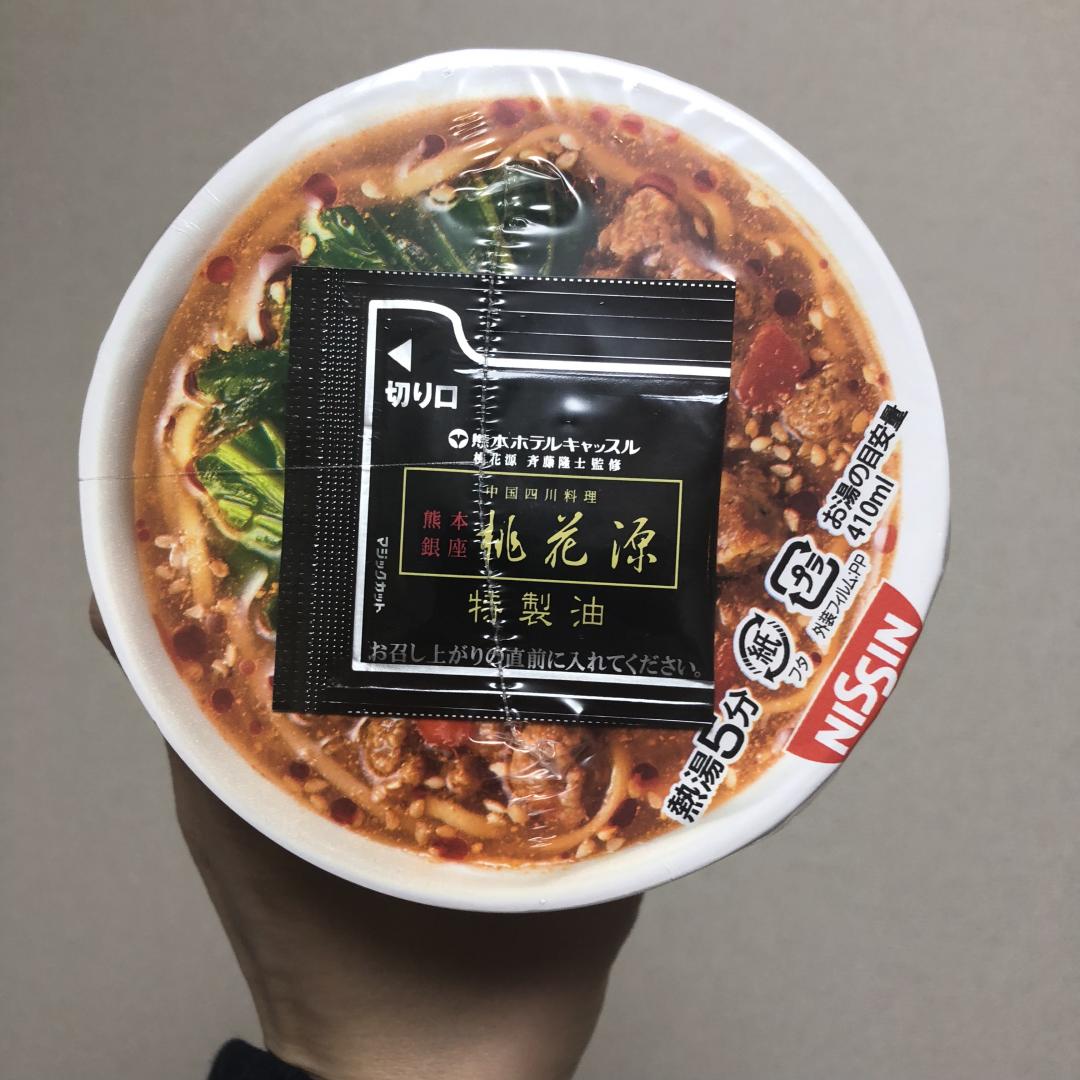 切り口
熊本ホテルキャッスル
桃花源 斉藤隆士監修
中国四川料理
熊本
銀座
桃花源
特製油
マジックカット
お召し上がりの直前に入れてください。
お湯の目安量
410ml
プラ
外装フィルム:PP
紙
フタ
熱湯5分
NISSIN